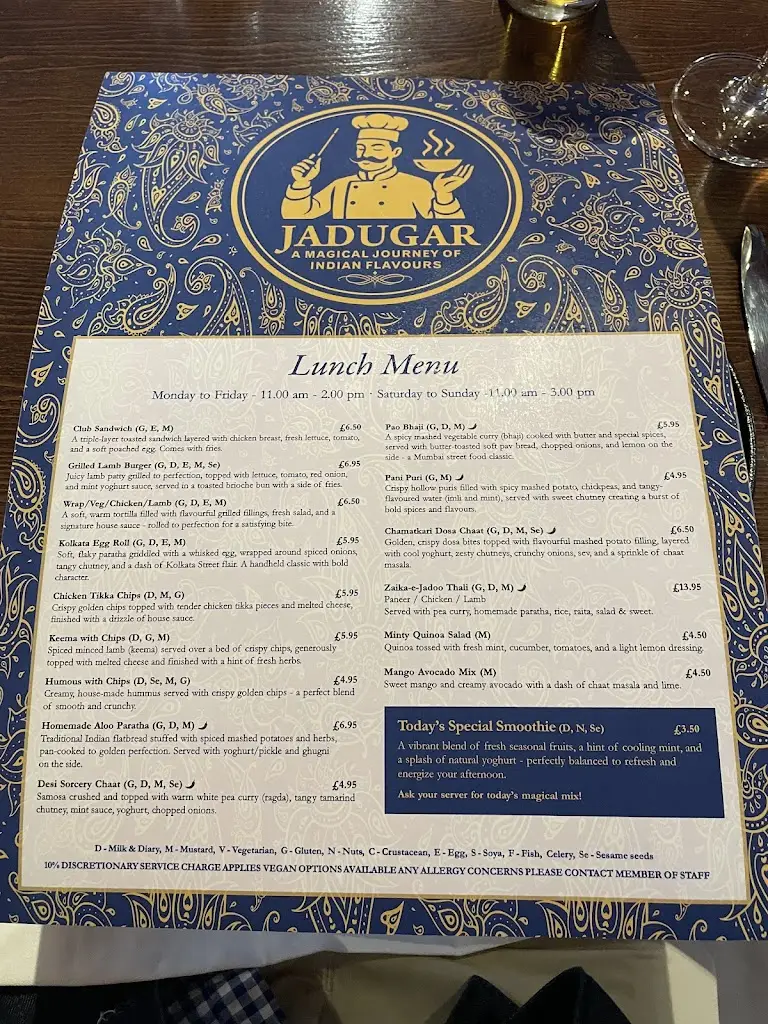 JADUGAR
A MAGICAL JOURNEY OF
INDIAN FLAVOURS
Lunch Menu
Monday to Friday - 11.00 am - 2.00 pm · Saturday to Sunday -11.00 am - 3.00 pm
Club Sandwich (G, E, M) £6.50
A triple-layer toasted sandwich layered with chicken breast, fresh lettuce, tomato,
and a soft poached egg. Comes with fries.
Grilled Lamb Burger (G, D, E, M, Se) £6.95
Juicy lamb patty grilled to perfection, topped with lettuce, tomato, red onion,
and mint yoghurt sauce, served in a toasted brioche bun with a side of fries.
Wrap/Veg/Chicken/Lamb (G, D, E, M) £6.50
A soft, warm tortilla filled with flavourful grilled fillings, fresh salad, and a
signature house sauce - rolled to perfection for a satisfying bite.
Kolkata Egg Roll (G, D, E, M) £5.95
Soft, flaky paratha griddled with a whisked egg, wrapped around spiced onions,
tangy chutney, and a dash of Kolkata Street flair. A handheld classic with bold
character.
Chicken Tikka Chips (D, M, G) £5.95
Crispy golden chips topped with tender chicken tikka pieces and melted cheese,
finished with a drizzle of house sauce.
Keema with Chips (D, G, M) £5.95
Spiced minced lamb (keema) served over a bed of crispy chips, generously
topped with melted cheese and finished with a hint of fresh herbs.
Humous with Chips (D, Se, M, G) £4.95
Creamy, house-made hummus served with crispy golden chips - a perfect blend
of smooth and crunchy.
Homemade Aloo Paratha (G, D, M) £6.95
Traditional Indian flatbread stuffed with spiced mashed potatoes and herbs,
pan-cooked to golden perfection. Served with yoghurt/pickle and ghugni
on the side.
Desi Sorcery Chaat (G, D, M, Se) £4.95
Samosa crushed and topped with warm white pea curry (ragda), tangy tamarind
chutney, mint sauce, yoghurt, chopped onions.
Pao Bhaji (G, D, M) £5.95
A spicy mashed vegetable curry (bhaji) cooked with butter and special spices,
served with butter-toasted soft pav bread, chopped onions, and lemon on the
side - a Mumbai street food classic.
Pani Puri (G, M) £4.95
Crispy hollow puris filled with spicy mashed potato, chickpeas, and tangy-
flavoured water (imli and mint), served with sweet chutney creating a burst of
bold spices and flavours.
Chamatkari Dosa Chaat (G, D, M, Se) £6.50
Golden, crispy dosa bites topped with flavourful mashed potato filling, layered
with cool yoghurt, zesty chutneys, crunchy onions, sev, and a sprinkle of chaat
masala.
Zaika-e-Jadoo Thali (G, D, M) £13.95
Paneer / Chicken / Lamb
Served with pea curry, homemade paratha, rice, raita, salad & sweet.
Minty Quinoa Salad (M) £4.50
Quinoa tossed with fresh mint, cucumber, tomatoes, and a light lemon dressing.
Mango Avocado Mix (M) £4.50
Sweet mango and creamy avocado with a dash of chaat masala and lime.
Today's Special Smoothie (D, N, Se) £3.50
A vibrant blend of fresh seasonal fruits, a hint of cooling mint, and
a splash of natural yoghurt - perfectly balanced to refresh and
energize your afternoon.
Ask your server for today's magical mix!
D - Milk & Diary, M - Mustard, V - Vegetarian, G - Gluten, N - Nuts, C - Crustacean, E - Egg, S - Soya, F - Fish, Celery, Se - Sesame seeds
10% DISCRETIONARY SERVICE CHARGE APPLIES VEGAN OPTIONS AVAILABLE ANY ALLERGY CONCERNS PLEASE CONTACT MEMBER OF STAFF